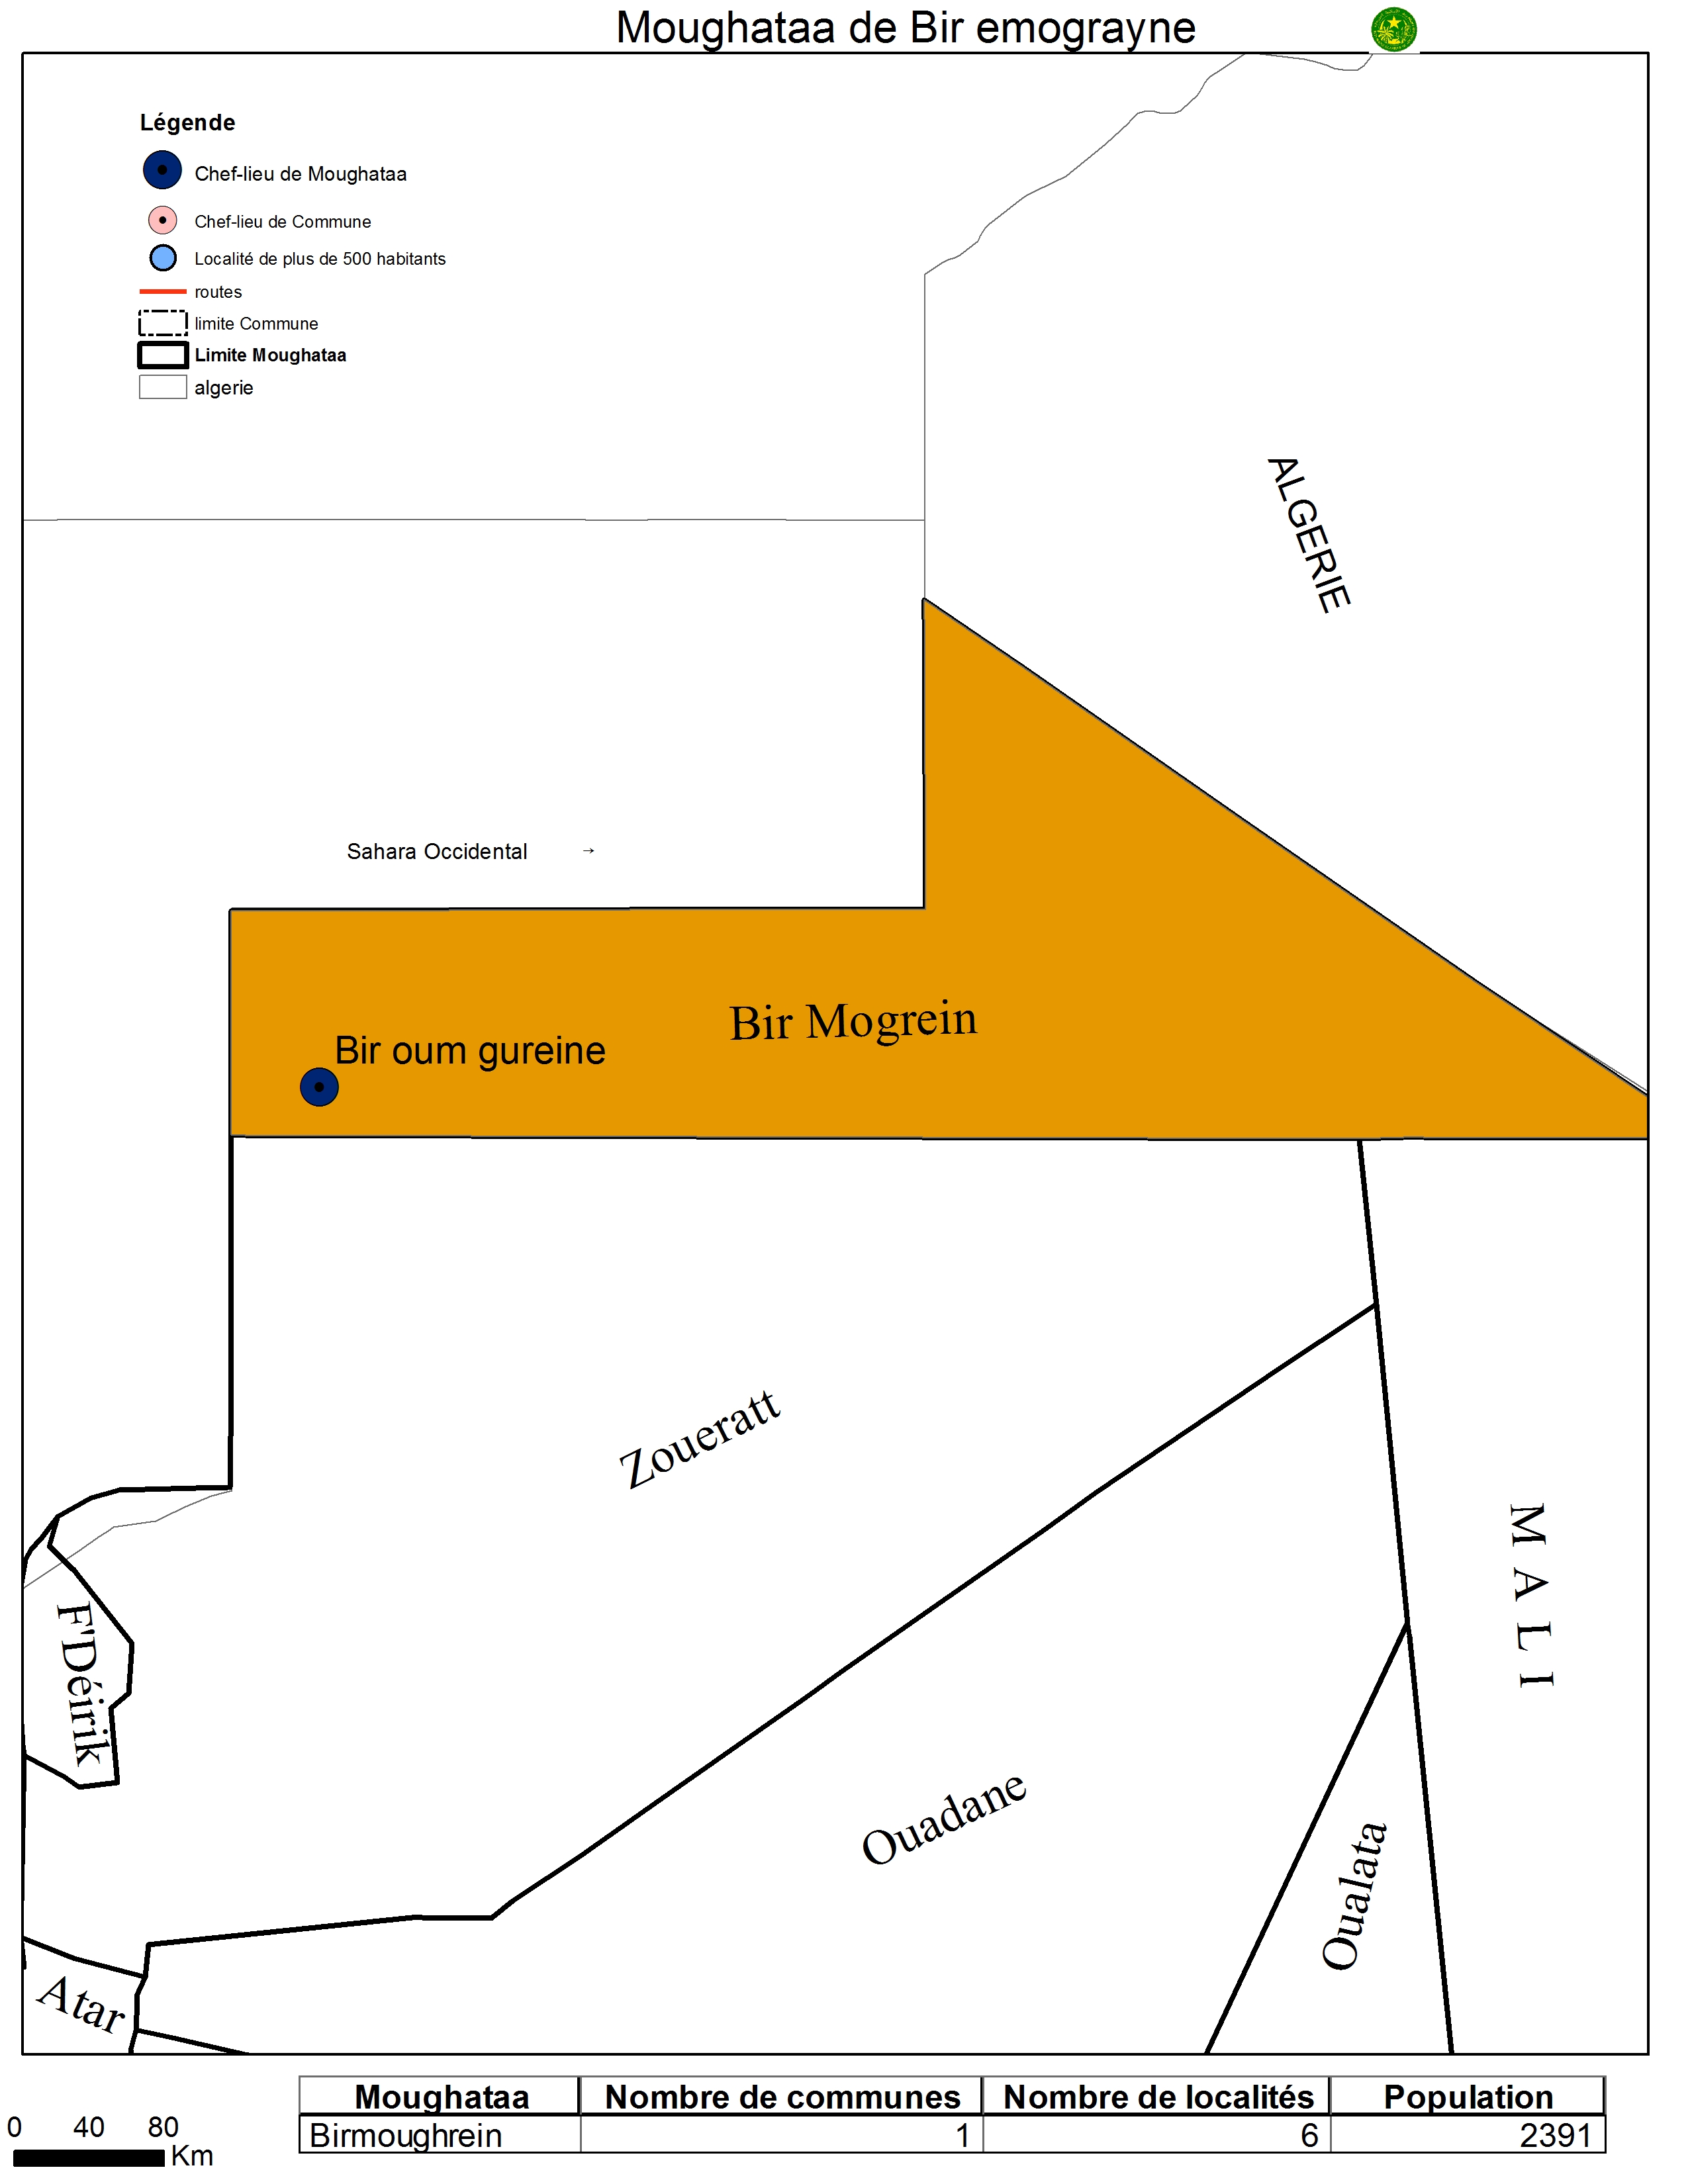 Moughataa de Bir emograyne
Légende
Chef-lieu de Moughataa
Chef-lieu de Commune
Localité de plus de 500 habitants
routes
limite Commune
Limite Moughataa
algerie
ALGERIE
Sahara Occidental →
Bir Mogrein
Bir oum gureine
Zoueratt
MALI
F'Déirik
Ouadane
Oualata
Atar
Moughataa Nombre de communes Nombre de localités Population
Birmoughrein 1 6 2391
0 40 80
Km